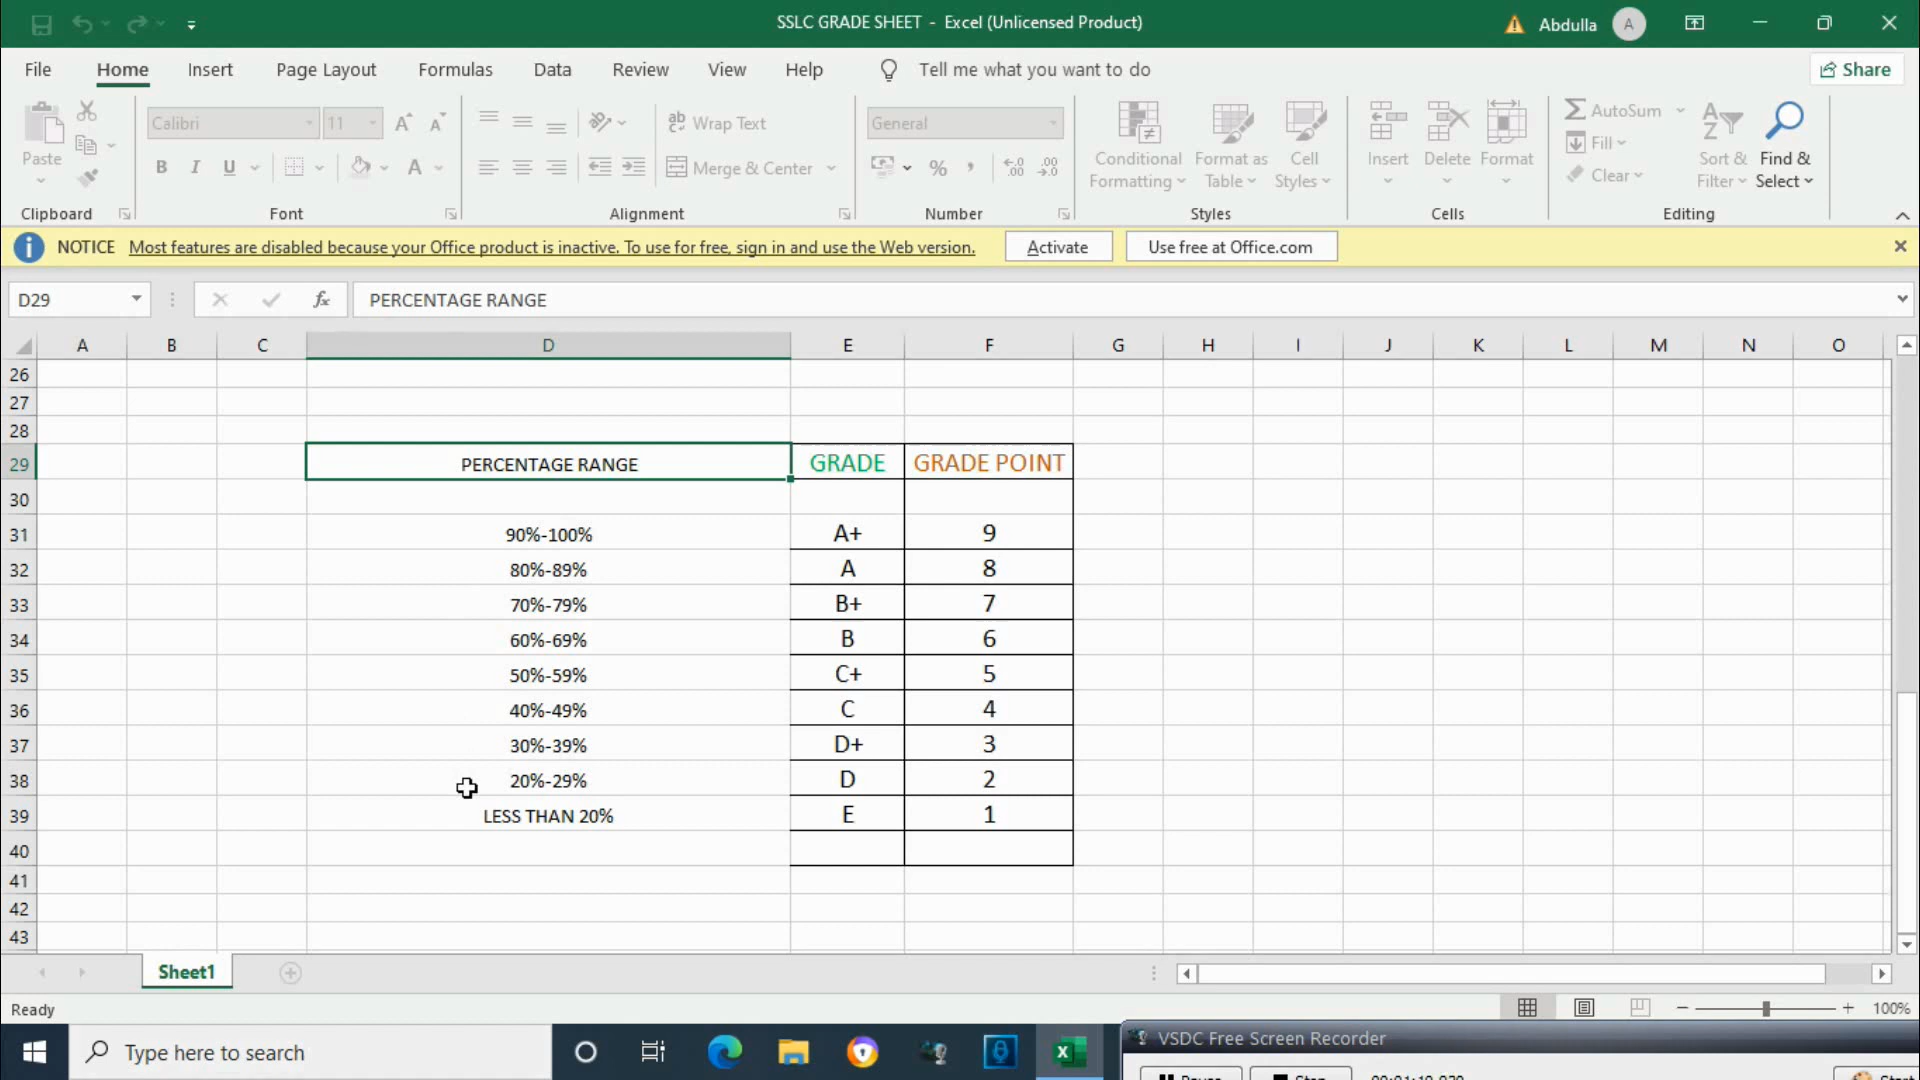 SSLC GRADE SHEET - Excel (Unlicensed Product)
Abdulla
A
File Home Insert Page Layout Formulas Data Review View Help Tell me what you want to do
Share
Paste
Clipboard
Calibri 11
B I U A
Font
Wrap Text
Merge & Center
Alignment
General
% ,
Number
Conditional Formatting
Format as Table
Cell Styles
Styles
Insert Delete Format
Cells
AutoSum
Fill
Clear
Sort & Filter
Find & Select
Editing
NOTICE Most features are disabled because your Office product is inactive. To use for free, sign in and use the Web version. Activate Use free at Office.com
D29 fx PERCENTAGE RANGE
A B C D E F G H I J K L M N O
26
27
28
29 PERCENTAGE RANGE GRADE GRADE POINT
30
31 90%-100% A+ 9
32 80%-89% A 8
33 70%-79% B+ 7
34 60%-69% B 6
35 50%-59% C+ 5
36 40%-49% C 4
37 30%-39% D+ 3
38 20%-29% D 2
39 LESS THAN 20% E 1
40
41
42
43
Sheet1
Ready
100%
Type here to search
VSDC Free Screen Recorder